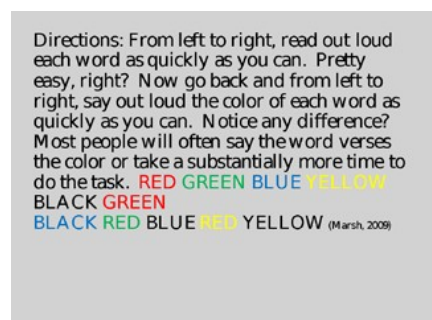 Directions: From left to right, read out loud
each word as quickly as you can.  Pretty
easy, right?  Now go back and from left to
right, say out loud the color of each word as
quickly as you can.  Notice any difference?
Most people will often say the word verses
the color or take a substantially more time to
do the task.  RED GREEN BLUE YELLOW
BLACK GREEN
BLACK RED BLUE RED YELLOW (Marsh, 2009)